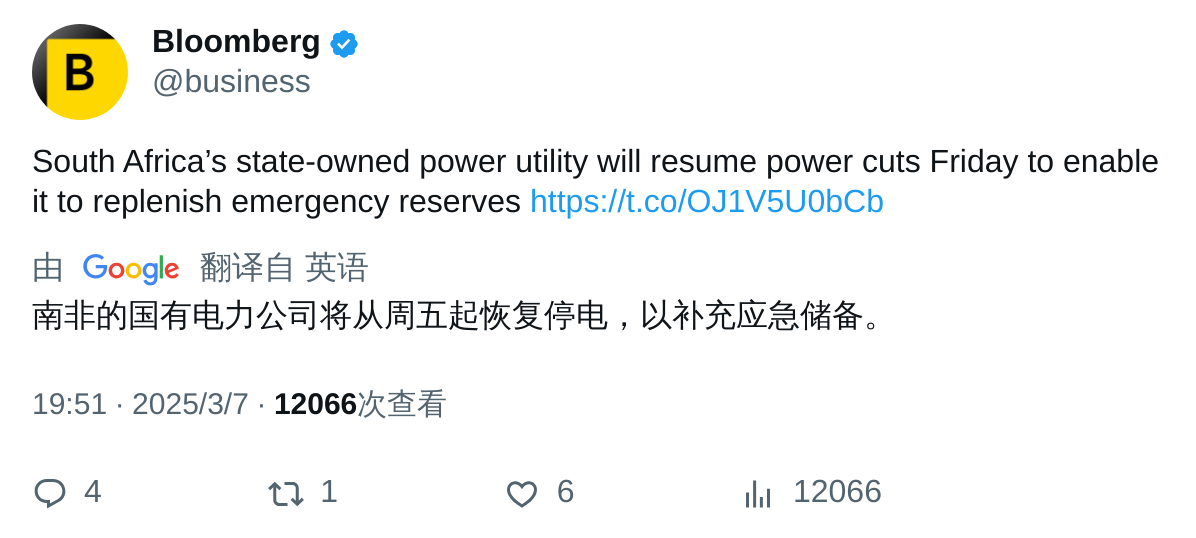 B
Bloomberg
@business
South Africa’s state-owned power utility will resume power cuts Friday to enable
it to replenish emergency reserves https://t.co/OJ1V5U0bCb
由 Google 翻译自 英语
南非的国有电力公司将从周五起恢复停电，以补充应急储备。
19:51 · 2025/3/7 · 12066次查看
4 1 6 12066